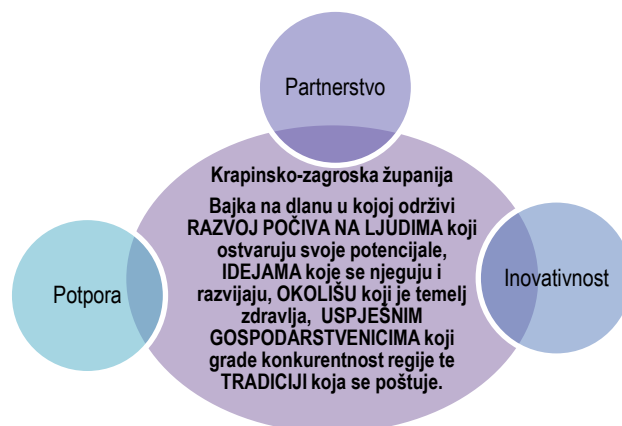 Partnerstvo
Krapinsko-zagroska županija
Bajka na dlanu u kojoj održivi
RAZVOJ POČIVA NA LJUDIMA koji
ostvaruju svoje potencijale,
IDEJAMA koje se njeguju i
razvijaju, OKOLIŠU koji je temelj
zdravlja, USPJEŠNIM
GOSPODARSTVENICIMA koji
grade konkurentnost regije te
TRADICIJI koja se poštuje.
Potpora
Inovativnost